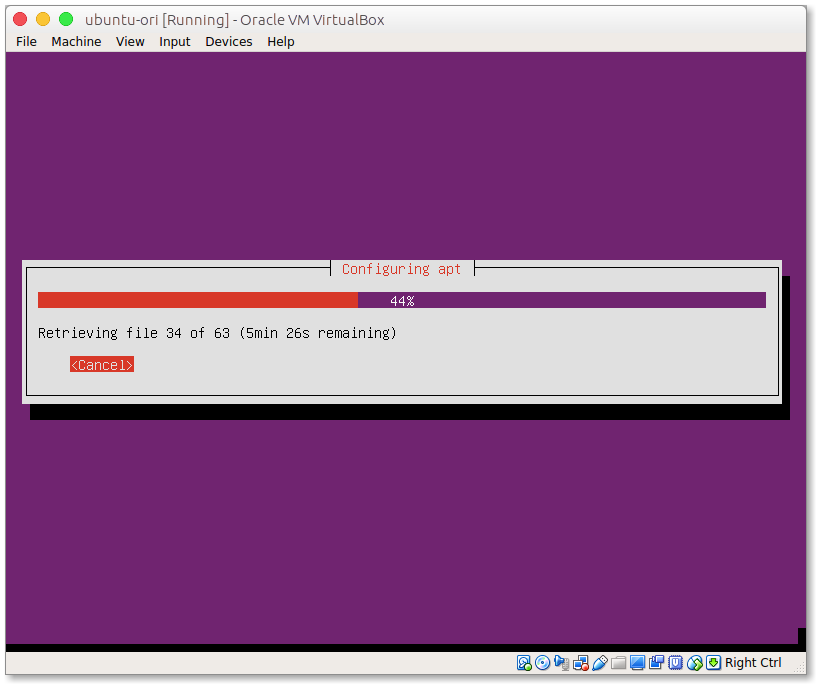 ubuntu-ori [Running] - Oracle VM VirtualBox
File Machine View Input Devices Help
Configuring apt
44%
Retrieving file 34 of 63 (5min 26s remaining)
<Cancel>
Right Ctrl